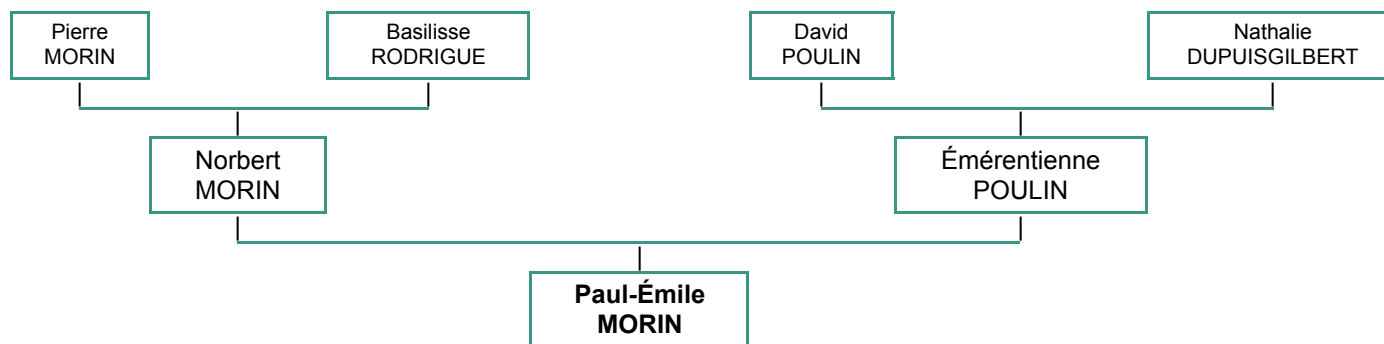 Pierre
MORIN
Basilisse
RODRIGUE
David
POULIN
Nathalie
DUPUISGILBERT
Norbert
MORIN
Émérentienne
POULIN
Paul-Émile
MORIN